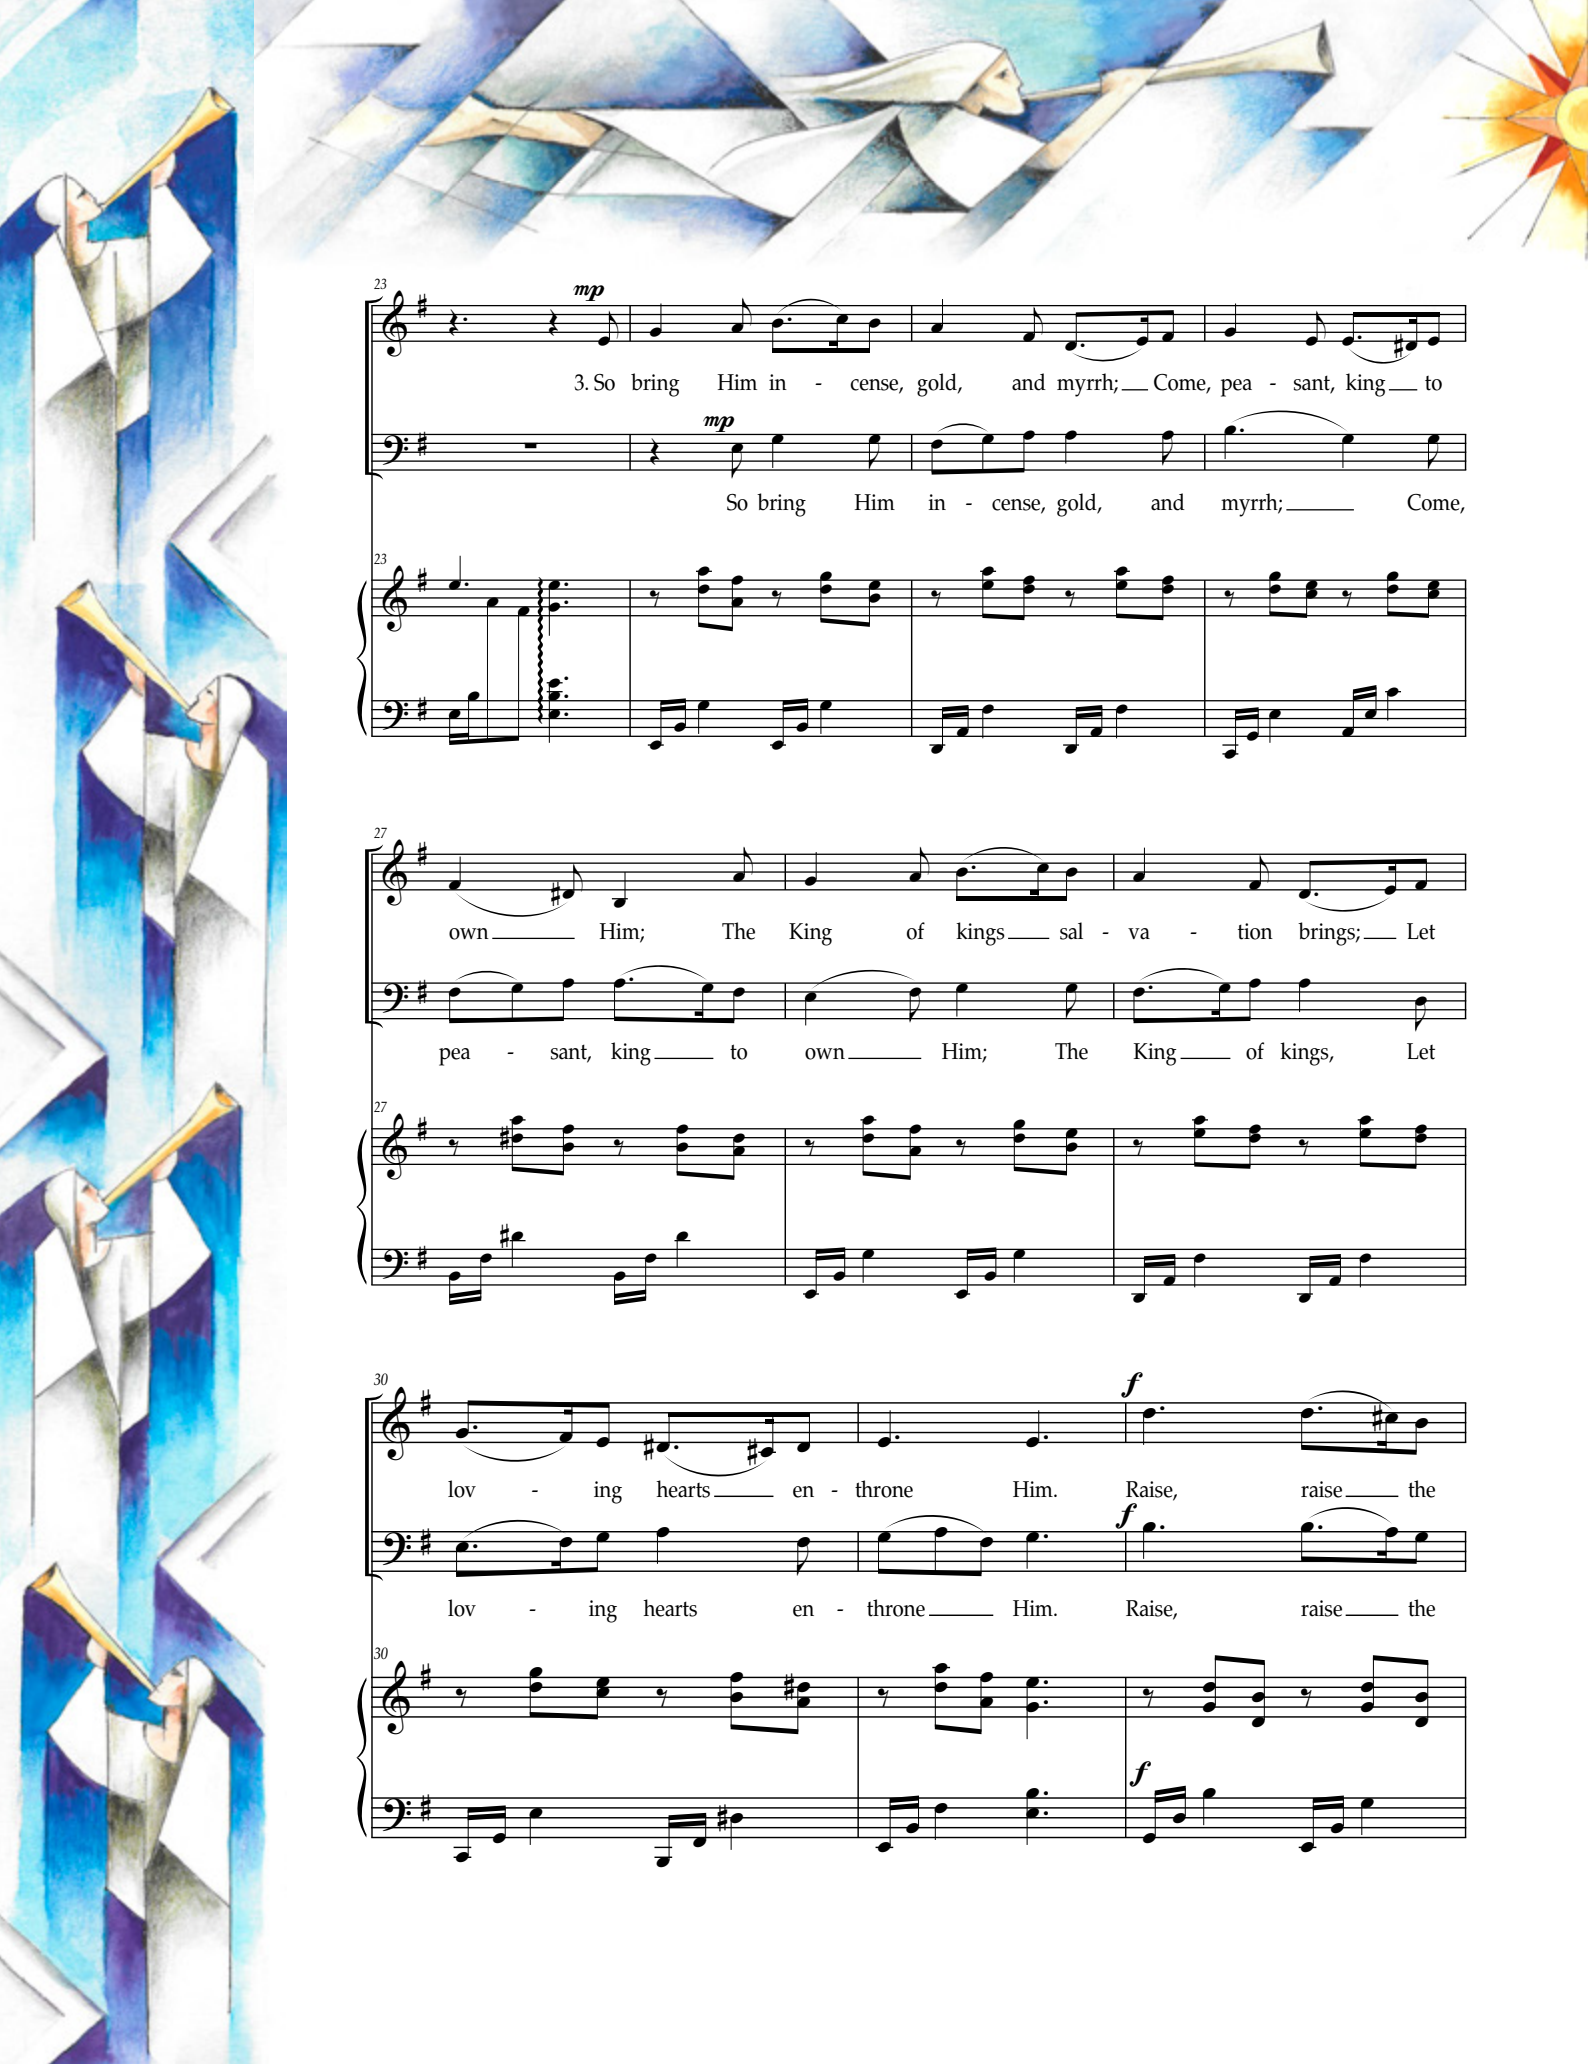 23
mp
3. So bring Him in - cense, gold, and myrrh; Come, pea - sant, king to
mp
So bring Him in - cense, gold, and myrrh; Come,
23
27
own Him; The King of kings sal - va - tion brings; Let
pea - sant, king to own Him; The King of kings, Let
27
30
f
lov - ing hearts en - throne Him. Raise, raise the
f
lov - ing hearts en - throne Him. Raise, raise the
30
f